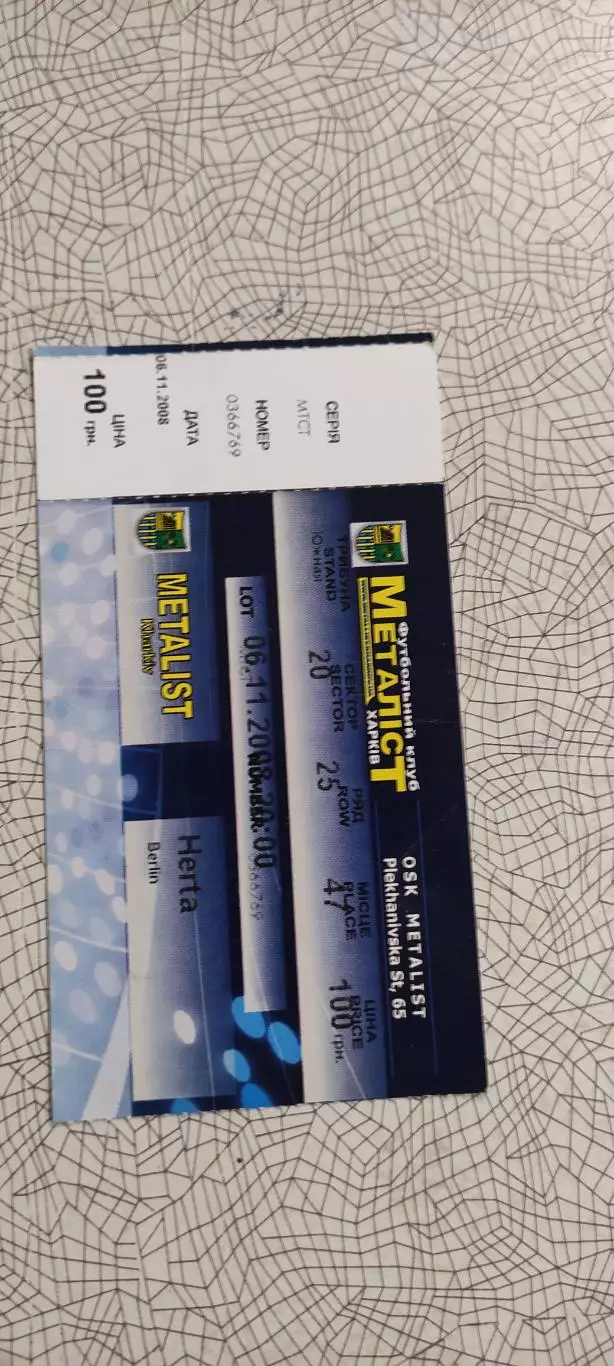 СЕРІЯ
МТСТ
НОМЕР
0366769
ДАТА
06.11.2008
ЦІНА
100 грн.
Футбольний клуб
МЕТАЛІСТ
ХАРКІВ
OSK METALIST
Plekhanivska St, 65
ТРИБУНА СЕКТОР РЯД МІСЦЕ ЦІНА
STAND SECTOR ROW PLACE PRICE
Южная 20 25 47 100 грн.
LOT NUMBER 0366769
06.11.2008 20:00
METALIST
Kharkiv
Herta
Berlin